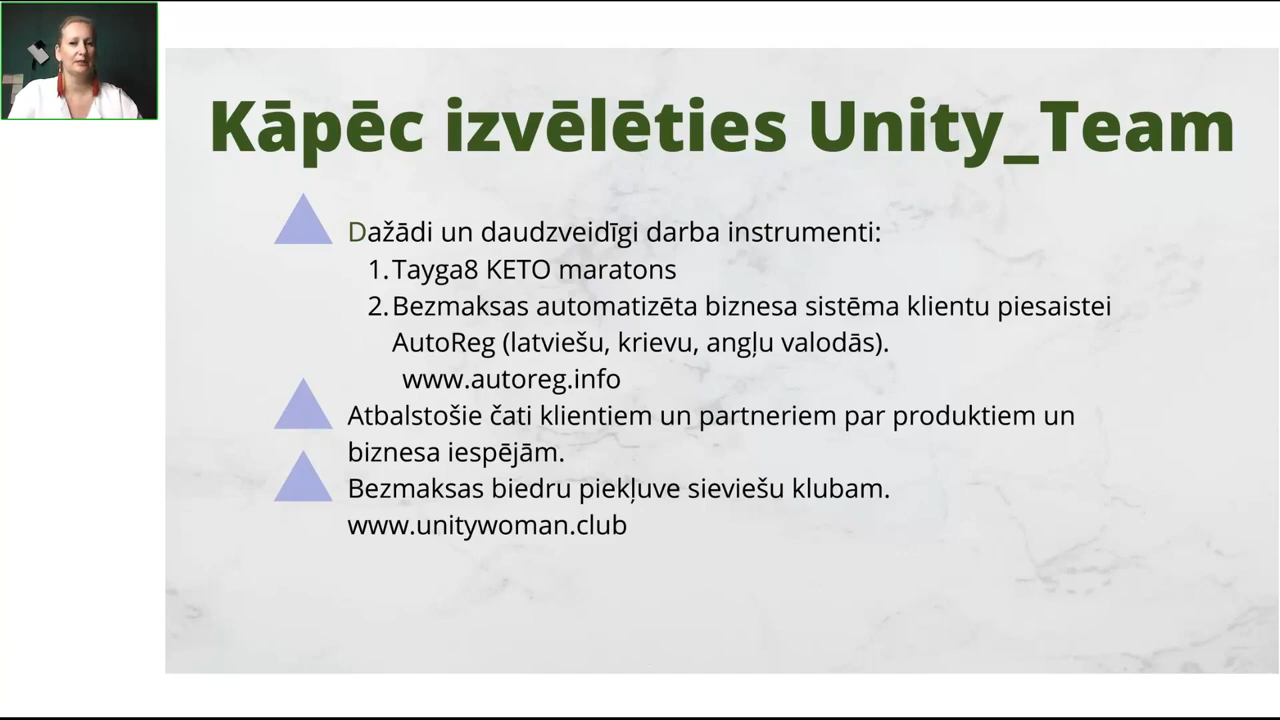 Kāpēc izvēlēties Unity_Team
Dažādi un daudzveidīgi darba instrumenti:
1. Tayga8 KETO maratons
2. Bezmaksas automatizēta biznesa sistēma klientu piesaistei
AutoReg (latviešu, krievu, angļu valodās).
www.autoreg.info
Atbalstošie čati klientiem un partneriem par produktiem un
biznesa iespējām.
Bezmaksas biedru piekļuve sieviešu klubam.
www.unitywoman.club